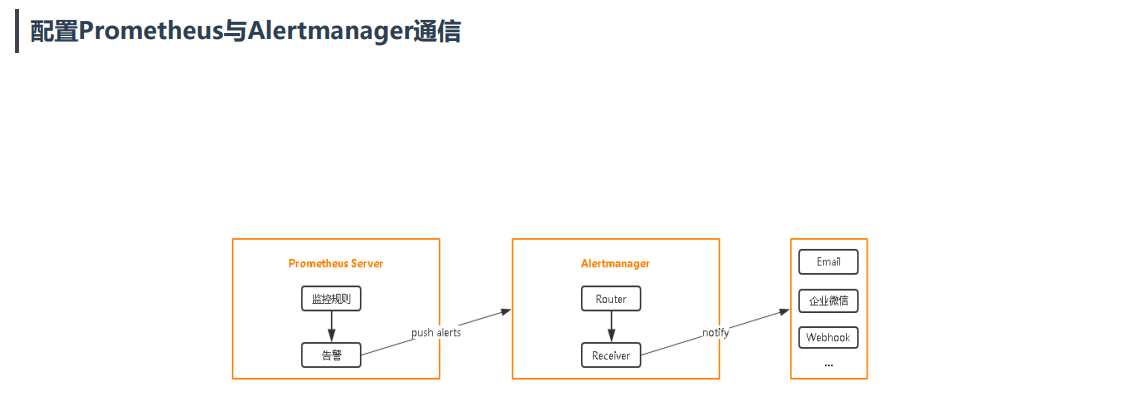 配置Prometheus与Alertmanager通信
Prometheus Server
监控规则
告警
push alerts
Alertmanager
Router
Receiver
notify
Email
企业微信
Webhook
...